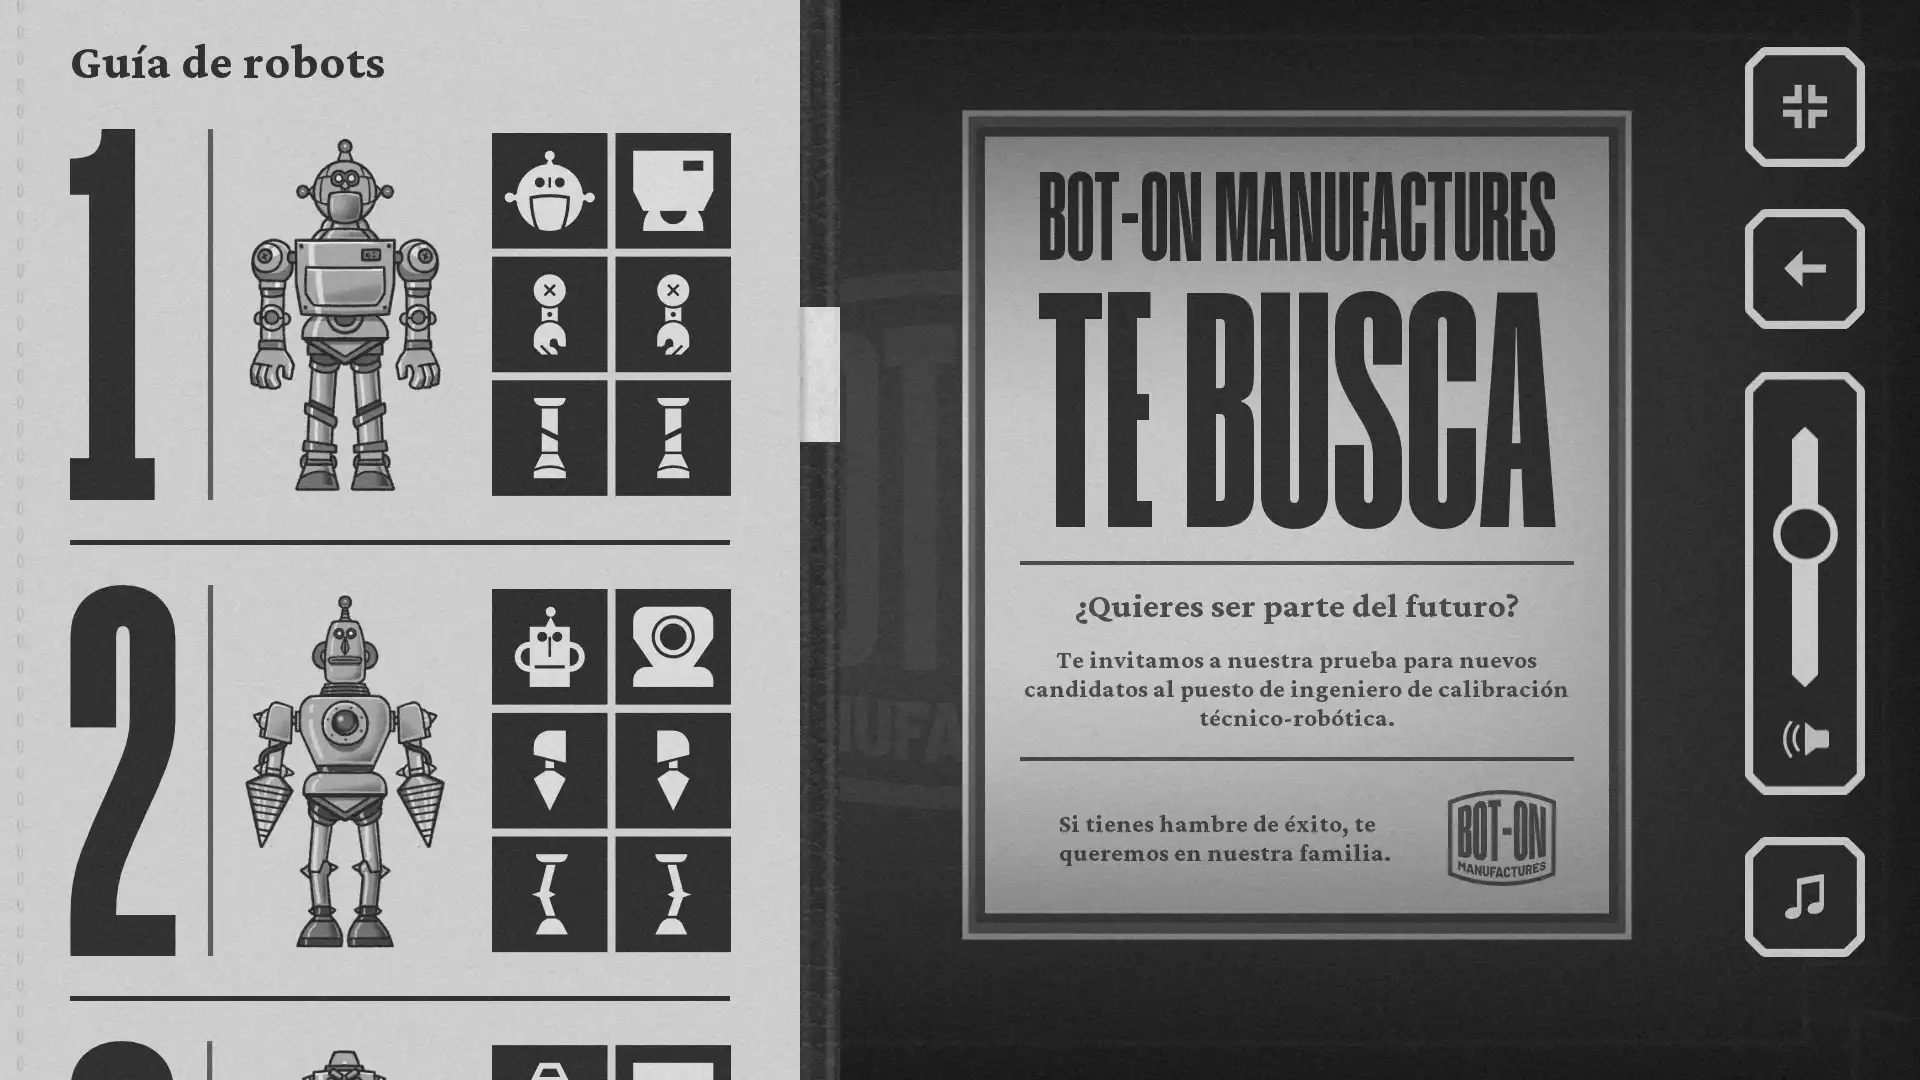 Guía de robots
1
2
BOT-ON MANUFACTURES
TE BUSCA
¿Quieres ser parte del futuro?
Te invitamos a nuestra prueba para nuevos
candidatos al puesto de ingeniero de calibración
técnico-robótica.
Si tienes hambre de éxito, te
queremos en nuestra familia.
BOT-ON
MANUFACTURES